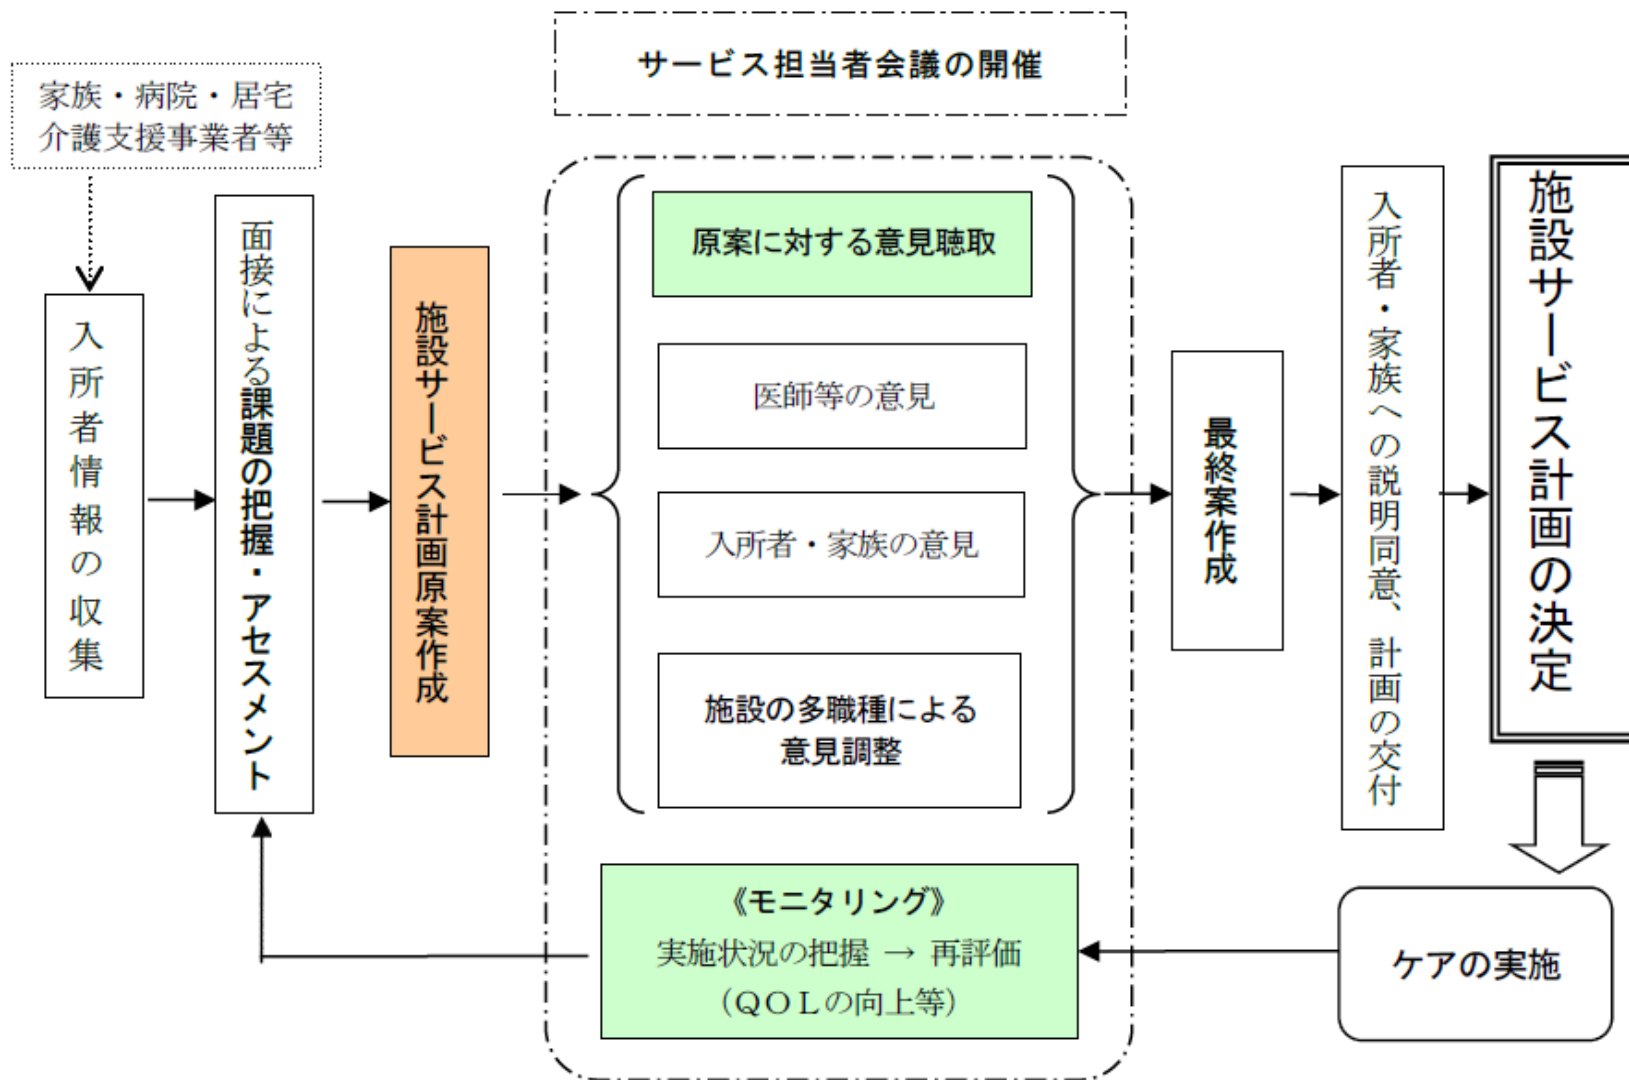 サービス担当者会議の開催
家族・病院・居宅
介護支援事業者等
入所者情報の収集
面接による課題の把握・アセスメント
施設サービス計画原案作成
原案に対する意見聴取
医師等の意見
入所者・家族の意見
施設の多職種による
意見調整
最終案作成
入所者・家族への説明同意、計画の交付
施設サービス計画の決定
ケアの実施
《モニタリング》
実施状況の把握 → 再評価
（ＱＯＬの向上等）